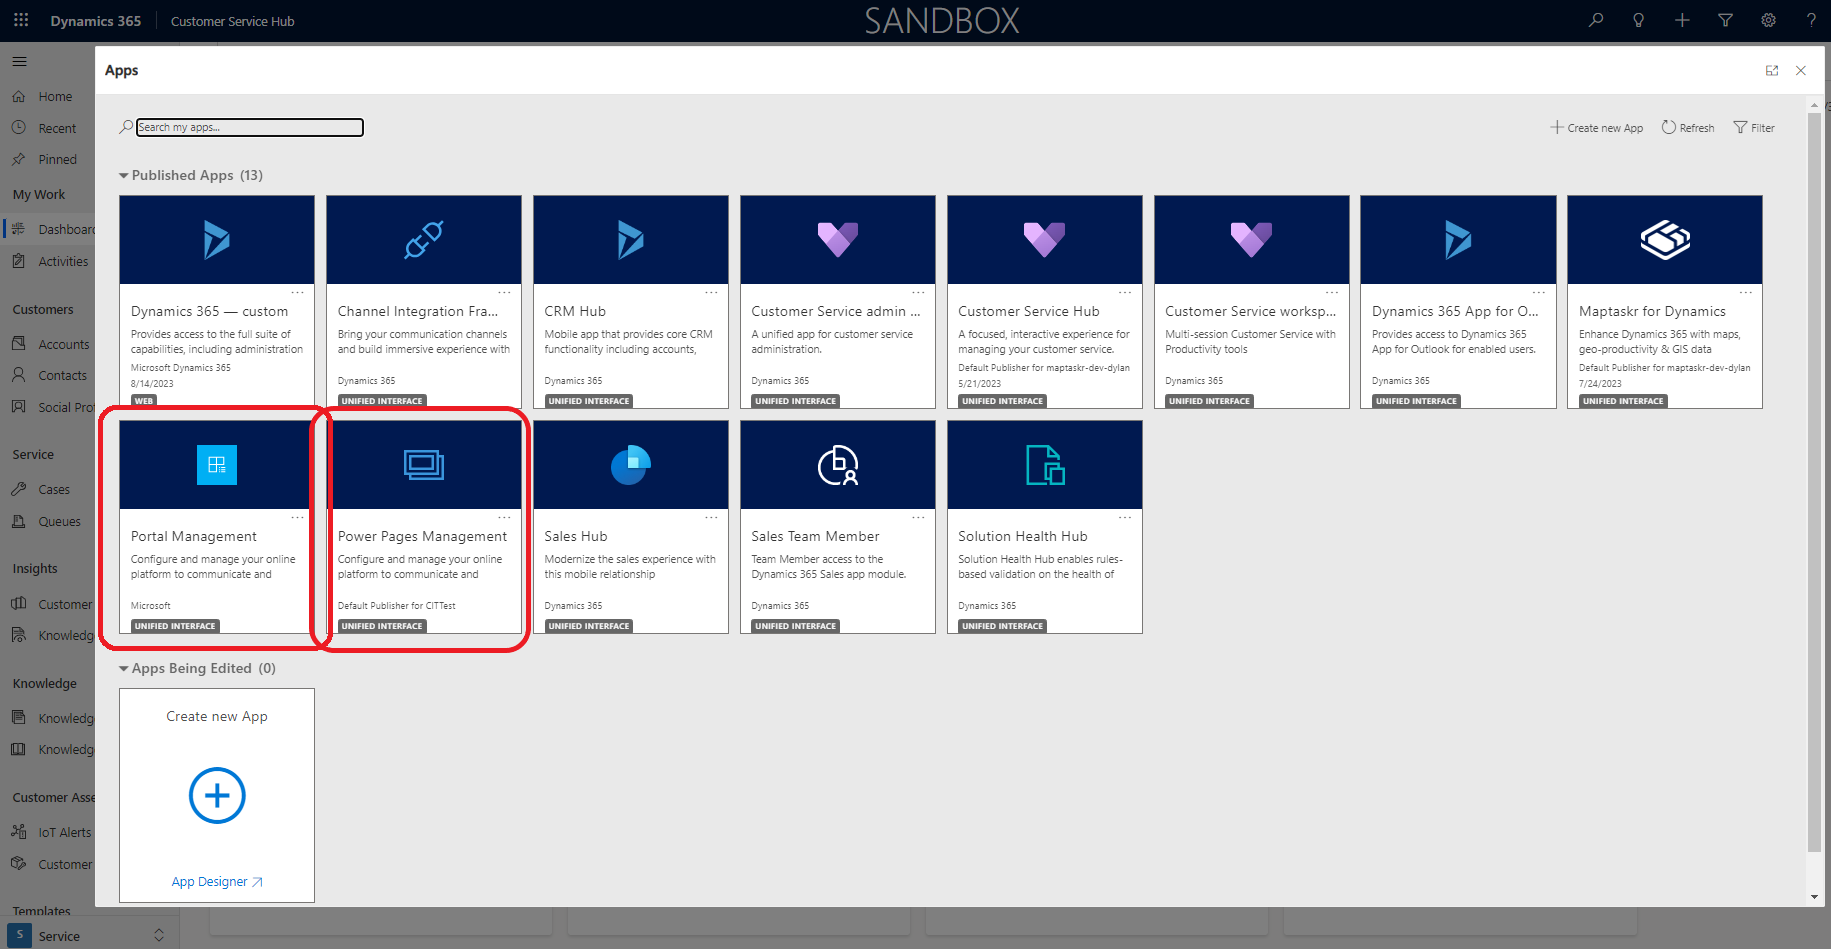 Dynamics 365
Customer Service Hub
SANDBOX
?
Apps
Home
Recent
Pinned
My Work
Dashboard
Activities
Customers
Accounts
Contacts
Social Prof
Service
Cases
Queues
Insights
Customer
Knowledg
Knowledge
Knowledg
Knowledg
Customer Asse
IoT Alerts
Customer
Templates
S Service
Search my apps...
Create new App
Refresh
Filter
Published Apps (13)
Dynamics 365 — custom
Provides access to the full suite of
capabilities, including administration
Microsoft Dynamics 365
8/14/2023
WEB
Channel Integration Fra...
Bring your communication channels
and build immersive experience with
Dynamics 365
UNIFIED INTERFACE
CRM Hub
Mobile app that provides core CRM
functionality including accounts,
Dynamics 365
UNIFIED INTERFACE
Customer Service admin ...
A unified app for customer service
administration.
Dynamics 365
UNIFIED INTERFACE
Customer Service Hub
A focused, interactive experience for
managing your customer service.
Default Publisher for maptaskr-dev-dylan
5/21/2023
UNIFIED INTERFACE
Customer Service worksp...
Multi-session Customer Service with
Productivity tools
Dynamics 365
UNIFIED INTERFACE
Dynamics 365 App for O...
Provides access to Dynamics 365
App for Outlook for enabled users.
Dynamics 365
UNIFIED INTERFACE
Maptaskr for Dynamics
Enhance Dynamics 365 with maps,
geo-productivity & GIS data
Default Publisher for maptaskr-dev-dylan
7/24/2023
UNIFIED INTERFACE
Portal Management
Configure and manage your online
platform to communicate and
Microsoft
UNIFIED INTERFACE
Power Pages Management
Configure and manage your online
platform to communicate and
Default Publisher for CITTest
UNIFIED INTERFACE
Sales Hub
Modernize the sales experience with
this mobile relationship
Dynamics 365
UNIFIED INTERFACE
Sales Team Member
Team Member access to the
Dynamics 365 Sales app module.
Dynamics 365
UNIFIED INTERFACE
Solution Health Hub
Solution Health Hub enables rules-
based validation on the health of
Dynamics 365
UNIFIED INTERFACE
Apps Being Edited (0)
Create new App
App Designer